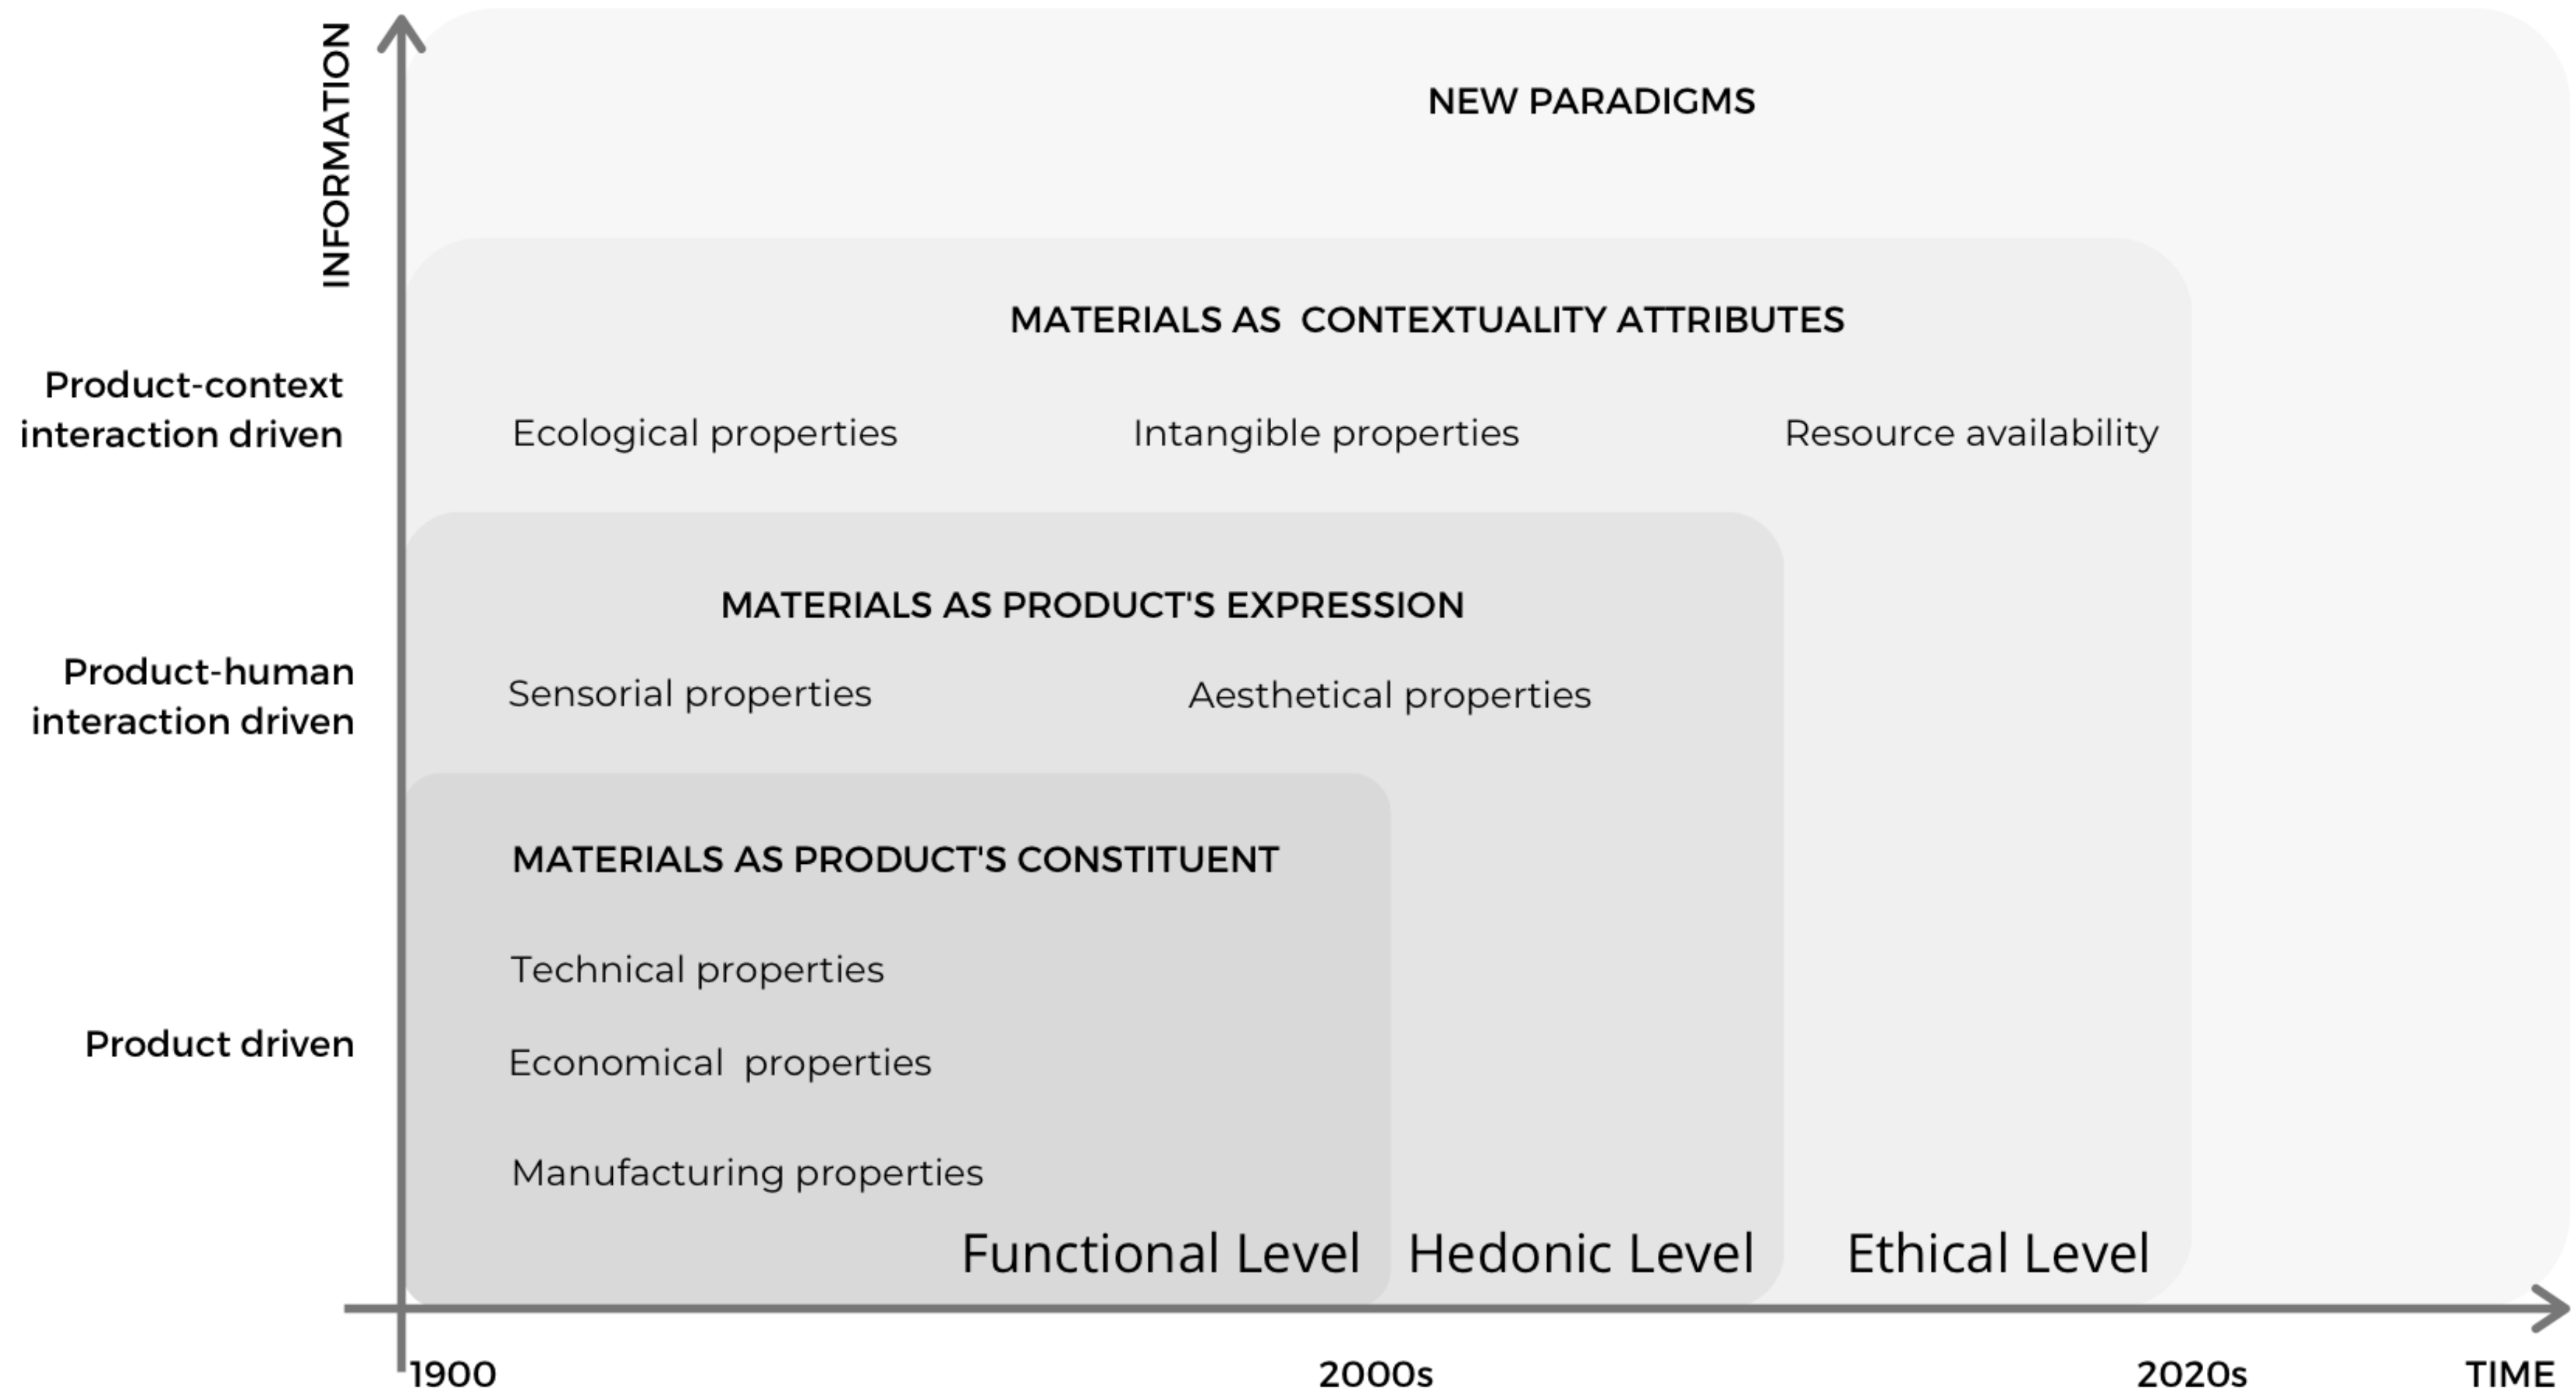 INFORMATION
NEW PARADIGMS
MATERIALS AS  CONTEXTUALITY ATTRIBUTES
Product-context
interaction driven
Ecological properties
Intangible properties
Resource availability
MATERIALS AS PRODUCT'S EXPRESSION
Product-human
interaction driven
Sensorial properties
Aesthetical properties
MATERIALS AS PRODUCT'S CONSTITUENT
Product driven
Technical properties
Economical  properties
Manufacturing properties
Functional Level
Hedonic Level
Ethical Level
1900
2000s
2020s
TIME